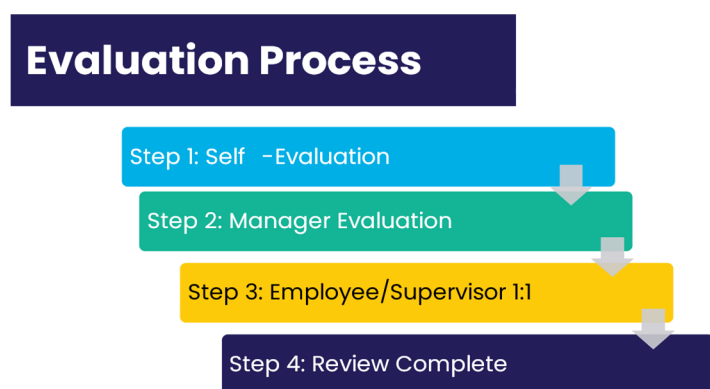 Evaluation Process
Step 1: Self -Evaluation
Step 2: Manager Evaluation
Step 3: Employee/Supervisor 1:1
Step 4: Review Complete